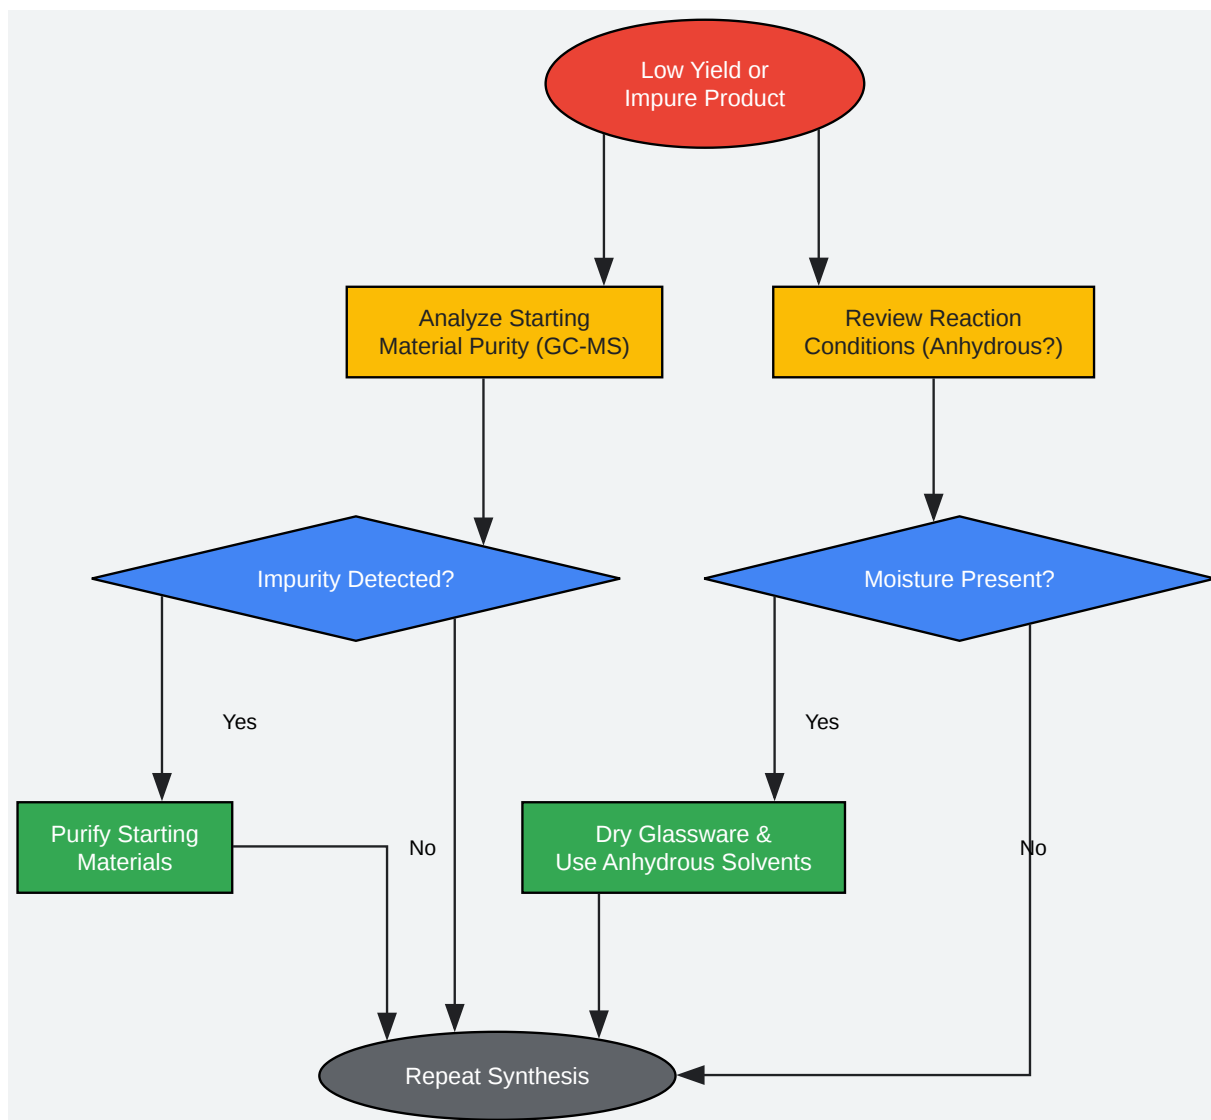 Low Yield or
Impure Product
Analyze Starting
Material Purity (GC-MS)
Review Reaction
Conditions (Anhydrous?)
Impurity Detected?
Moisture Present?
Yes
Yes
Purify Starting
Materials
No
Dry Glassware &
Use Anhydrous Solvents
No
Repeat Synthesis